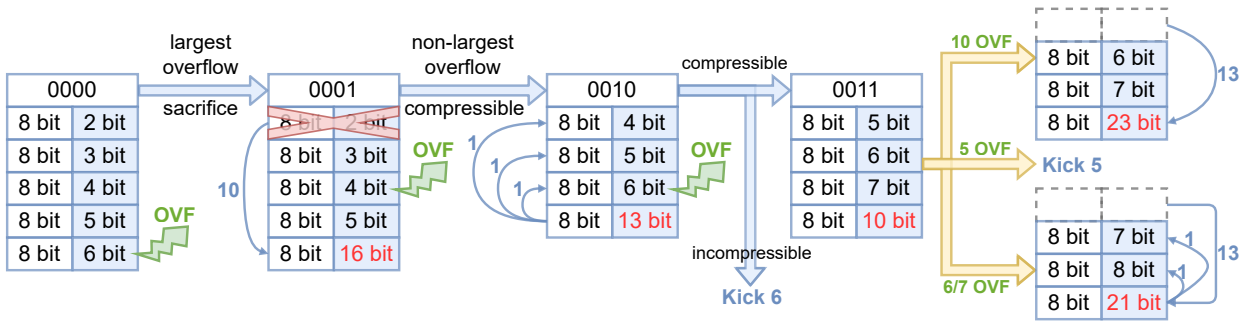 largest
overflow
sacrifice
0000
8 bit 2 bit
8 bit 3 bit
8 bit 4 bit
8 bit 5 bit
8 bit 6 bit
OVF
0001
8 bit 2 bit
8 bit 3 bit
8 bit 4 bit
8 bit 5 bit
8 bit 16 bit
10
OVF
non-largest
overflow
compressible
0010
8 bit 4 bit
8 bit 5 bit
8 bit 6 bit
8 bit 13 bit
1
1
1
OVF
compressible
incompressible
Kick 6
0011
8 bit 5 bit
8 bit 6 bit
8 bit 7 bit
8 bit 10 bit
10 OVF
8 bit 6 bit
8 bit 7 bit
8 bit 23 bit
13
5 OVF
Kick 5
6/7 OVF
8 bit 7 bit
8 bit 8 bit
8 bit 21 bit
1
1
13